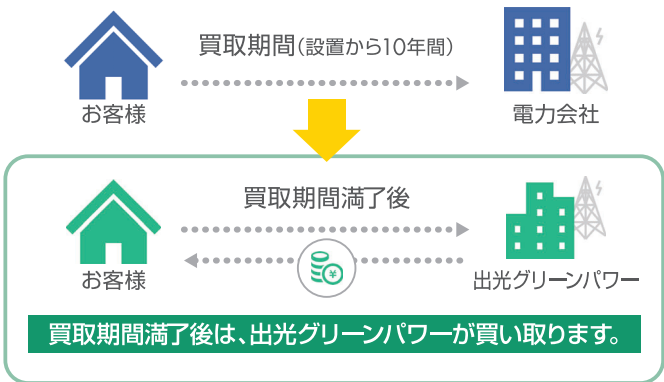 買取期間(設置から10年間)
お客様
電力会社
買取期間満了後
¥
お客様
出光グリーンパワー
買取期間満了後は、出光グリーンパワーが買い取ります。